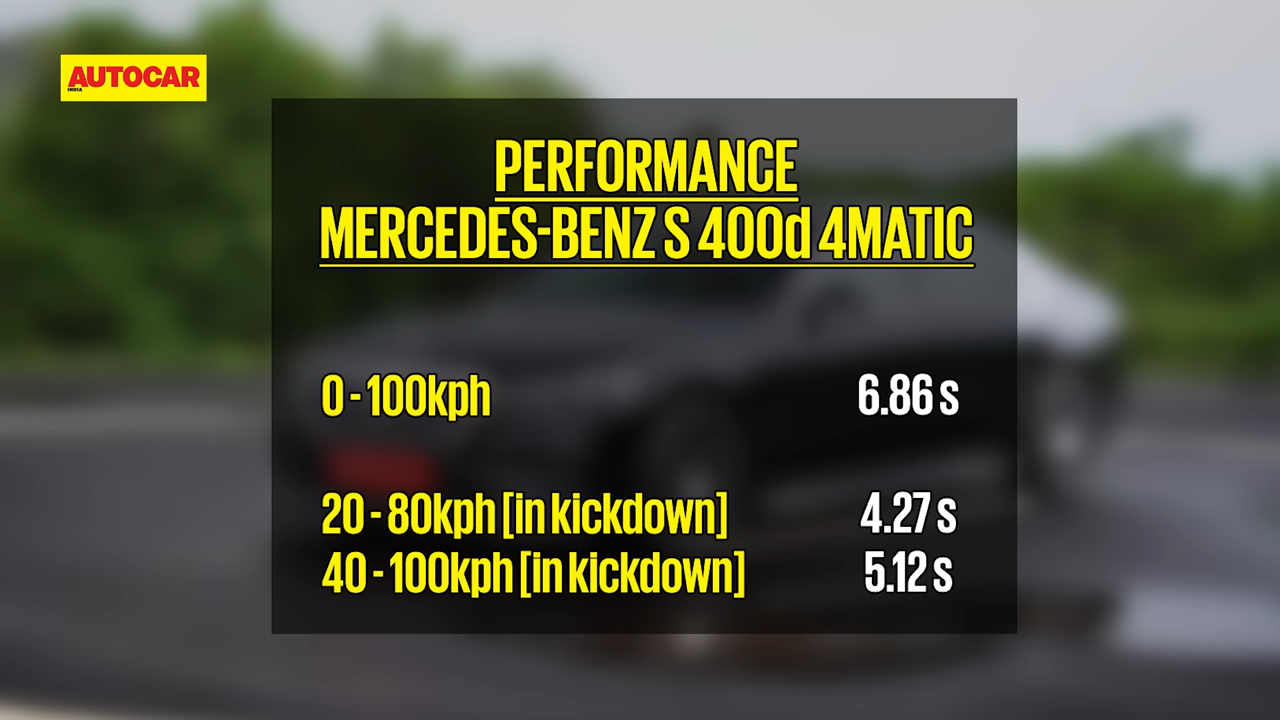 AUTOCAR
INDIA
PERFORMANCE
MERCEDES-BENZ S 400d 4MATIC
0 - 100kph 6.86 s
20 - 80kph [in kickdown] 4.27 s
40 - 100kph [in kickdown] 5.12 s